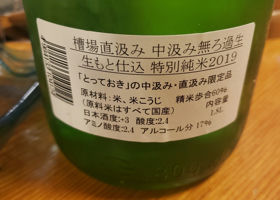 槽場直汲み 中汲み無ろ過生
生もと仕込 特別純米2019
「とっておき」の中汲み・直汲み限定品
原材料:米、米こうじ 精米歩合60%
(原料米はすべて国産) 内容量
日本酒度:+3 酸度:2.4 1.8L
アミノ酸度:2.4 アルコール分 17%